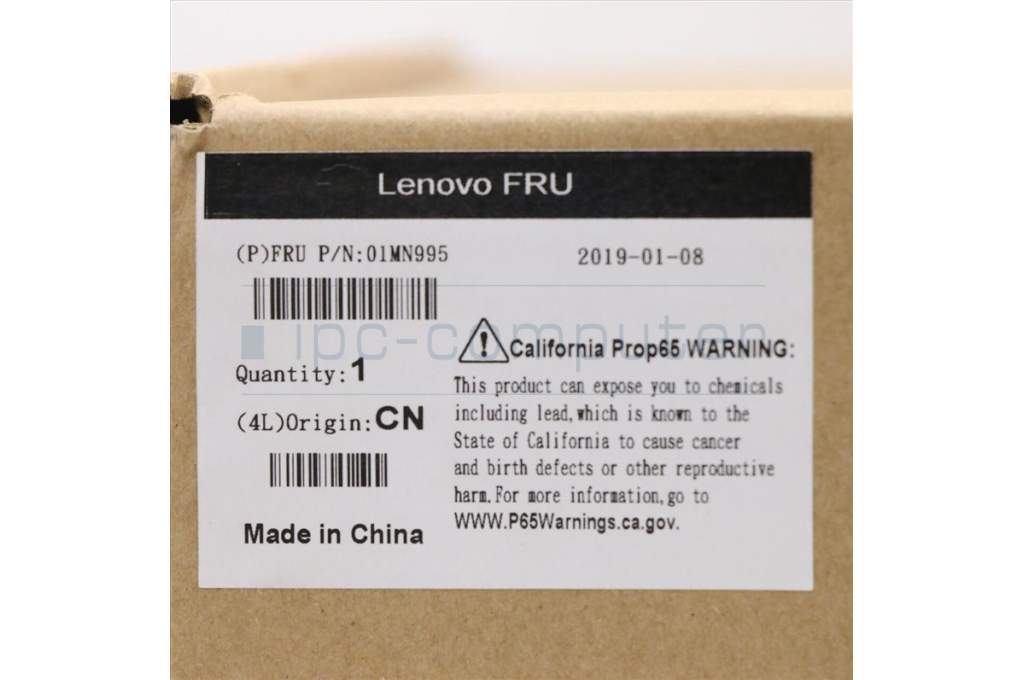 Lenovo FRU
(P)FRU P/N:01MN995
2019-01-08
ipc-computer
Quantity:1
(4L)Origin:CN
Made in China
California Prop65 WARNING:
This product can expose you to chemicals
including lead,which is known to the
State of California to cause cancer
and birth defects or other reproductive
harm.For more information,go to
WWW.P65Warnings.ca.gov.